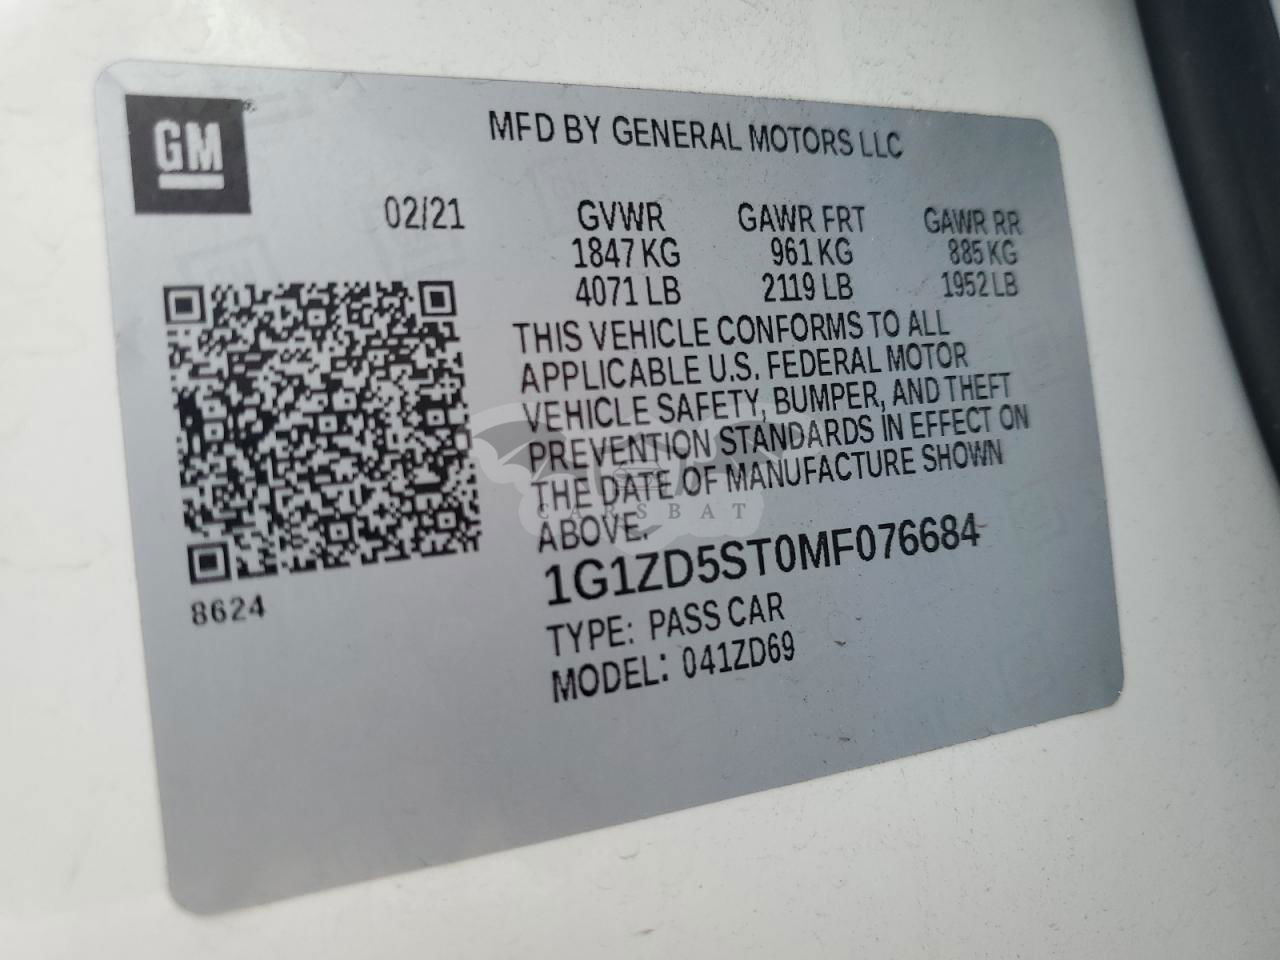 GM
MFD BY GENERAL MOTORS LLC
02/21 GVWR GAWR FRT GAWR RR
1847 KG 961 KG 885 KG
4071 LB 2119 LB 1952 LB
THIS VEHICLE CONFORMS TO ALL
APPLICABLE U.S. FEDERAL MOTOR
VEHICLE SAFETY, BUMPER, AND THEFT
PREVENTION STANDARDS IN EFFECT ON
THE DATE OF MANUFACTURE SHOWN
ABOVE.
CARSBAT
1G1ZD5ST0MF076684
8624
TYPE: PASS CAR
MODEL: 041ZD69